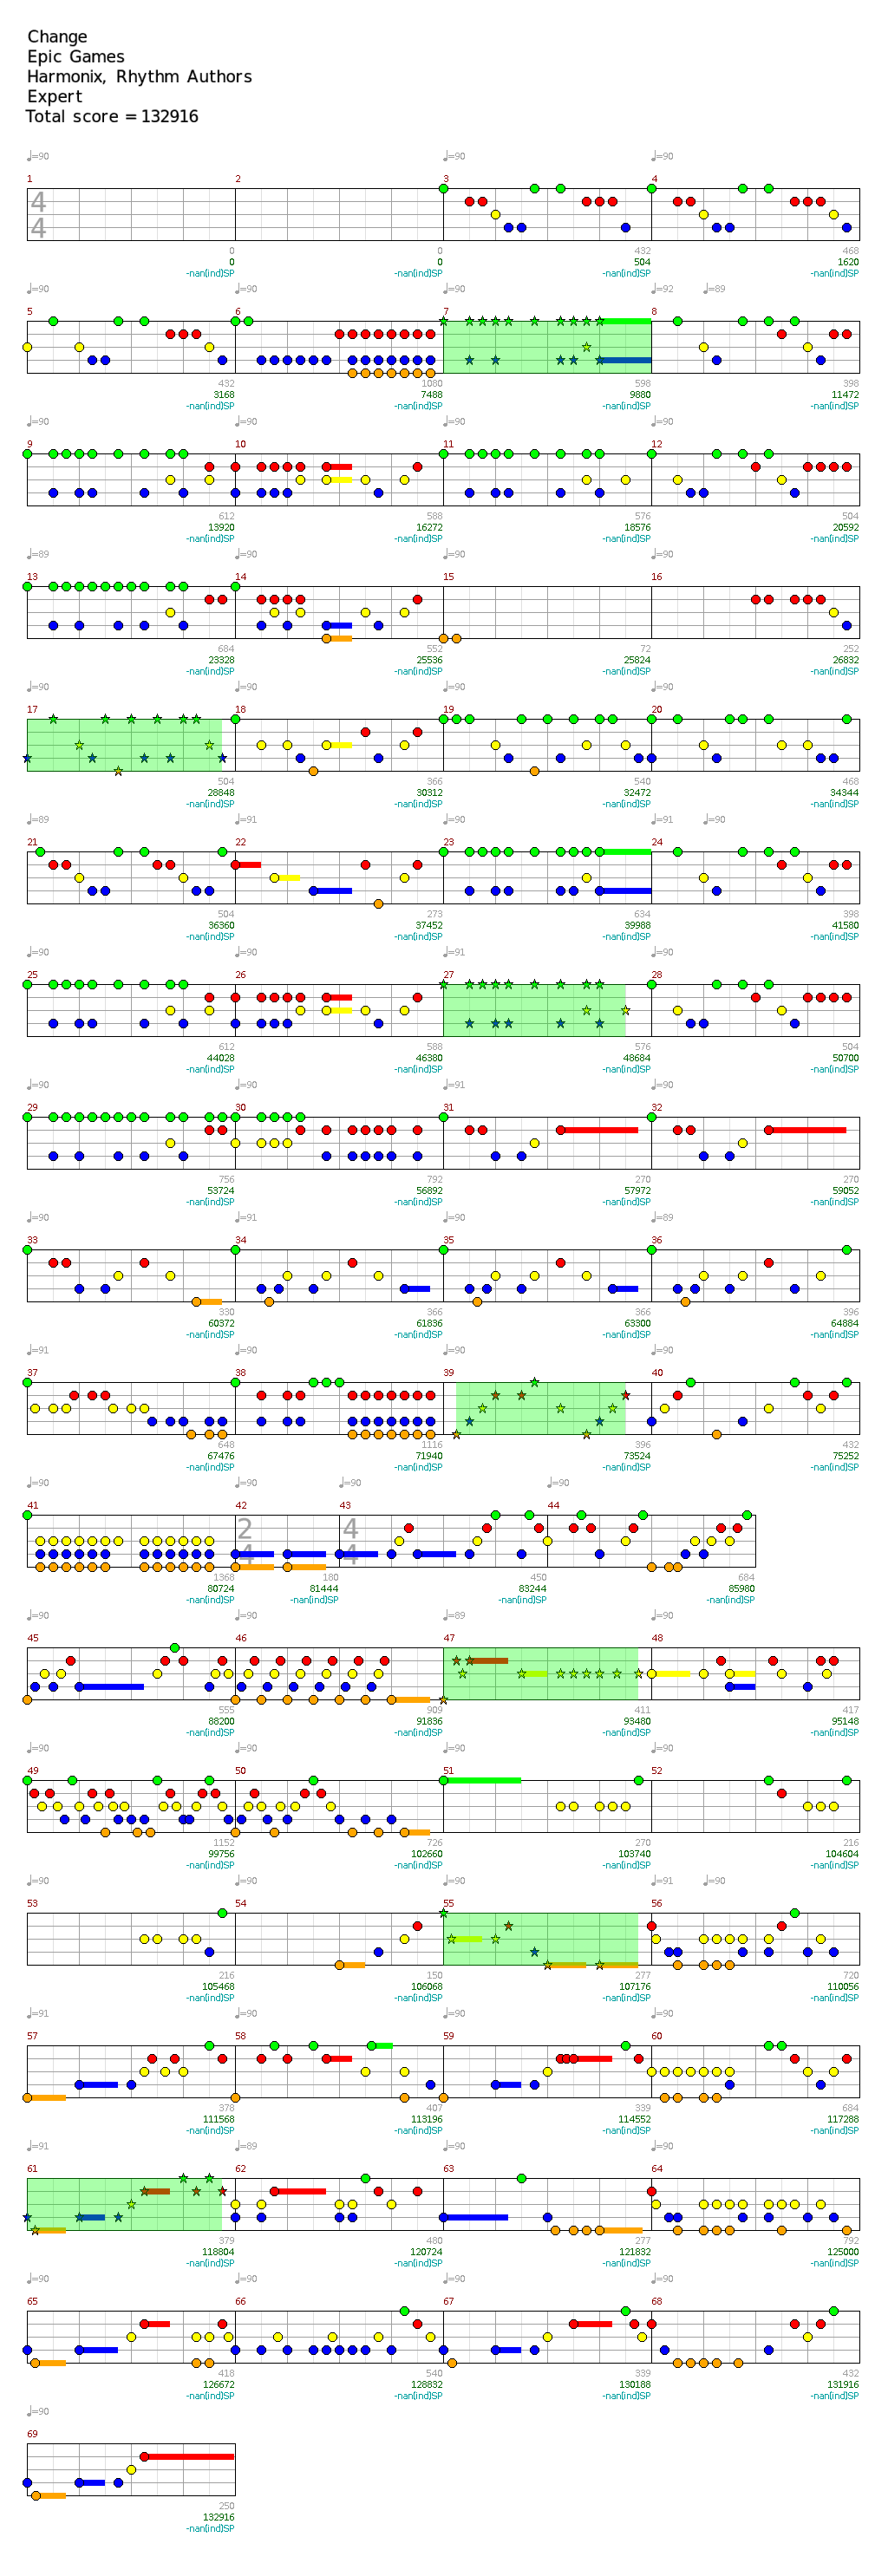 Change
Epic Games
Harmonix, Rhythm Authors
Expert
Total score = 132916
♩=90 ♩=90 ♩=90
1 2 3 4
4
4
0 0 432 468
0 0 504 1620
-nan(ind)SP -nan(ind)SP -nan(ind)SP -nan(ind)SP
♩=90 ♩=90 ♩=90 ♩=92 ♩=89
5 6 7 8
432 1080 598 398
3168 7488 9880 11472
-nan(ind)SP -nan(ind)SP -nan(ind)SP -nan(ind)SP
♩=90 ♩=90 ♩=90 ♩=90
9 10 11 12
612 588 576 504
13920 16272 18576 20592
-nan(ind)SP -nan(ind)SP -nan(ind)SP -nan(ind)SP
♩=89 ♩=90 ♩=90 ♩=90
13 14 15 16
684 552 72 252
23328 25536 25824 26832
-nan(ind)SP -nan(ind)SP -nan(ind)SP -nan(ind)SP
♩=90 ♩=90 ♩=90 ♩=90
17 18 19 20
504 366 540 468
28848 30312 32472 34344
-nan(ind)SP -nan(ind)SP -nan(ind)SP -nan(ind)SP
♩=89 ♩=91 ♩=90 ♩=91 ♩=90
21 22 23 24
504 273 634 398
36360 37452 39988 41580
-nan(ind)SP -nan(ind)SP -nan(ind)SP -nan(ind)SP
♩=90 ♩=90 ♩=91 ♩=90
25 26 27 28
612 588 576 504
44028 46380 48684 50700
-nan(ind)SP -nan(ind)SP -nan(ind)SP -nan(ind)SP
♩=90 ♩=90 ♩=91 ♩=90
29 30 31 32
756 792 270 270
53724 56892 57972 59052
-nan(ind)SP -nan(ind)SP -nan(ind)SP -nan(ind)SP
♩=90 ♩=91 ♩=90 ♩=89
33 34 35 36
330 366 366 396
60372 61836 63300 64884
-nan(ind)SP -nan(ind)SP -nan(ind)SP -nan(ind)SP
♩=91 ♩=90 ♩=90 ♩=90
37 38 39 40
648 1116 396 432
67476 71940 73524 75252
-nan(ind)SP -nan(ind)SP -nan(ind)SP -nan(ind)SP
♩=90 ♩=90 ♩=90 ♩=90
41 42 43 44
2 4
4 4
1368 180 450 684
80724 81444 83244 85980
-nan(ind)SP -nan(ind)SP -nan(ind)SP -nan(ind)SP
♩=90 ♩=90 ♩=89 ♩=90
45 46 47 48
555 909 411 417
88200 91836 93480 95148
-nan(ind)SP -nan(ind)SP -nan(ind)SP -nan(ind)SP
♩=90 ♩=90 ♩=90 ♩=90
49 50 51 52
1152 726 270 216
99756 102660 103740 104604
-nan(ind)SP -nan(ind)SP -nan(ind)SP -nan(ind)SP
♩=90 ♩=90 ♩=90 ♩=91 ♩=90
53 54 55 56
216 150 277 720
105468 106068 107176 110056
-nan(ind)SP -nan(ind)SP -nan(ind)SP -nan(ind)SP
♩=91 ♩=90 ♩=90 ♩=90
57 58 59 60
378 407 339 684
111568 113196 114552 117288
-nan(ind)SP -nan(ind)SP -nan(ind)SP -nan(ind)SP
♩=91 ♩=89 ♩=90 ♩=90
61 62 63 64
379 480 277 792
118804 120724 121832 125000
-nan(ind)SP -nan(ind)SP -nan(ind)SP -nan(ind)SP
♩=90 ♩=90 ♩=90 ♩=90
65 66 67 68
418 540 339 432
126672 128832 130188 131916
-nan(ind)SP -nan(ind)SP -nan(ind)SP -nan(ind)SP
♩=90
69
250
132916
-nan(ind)SP